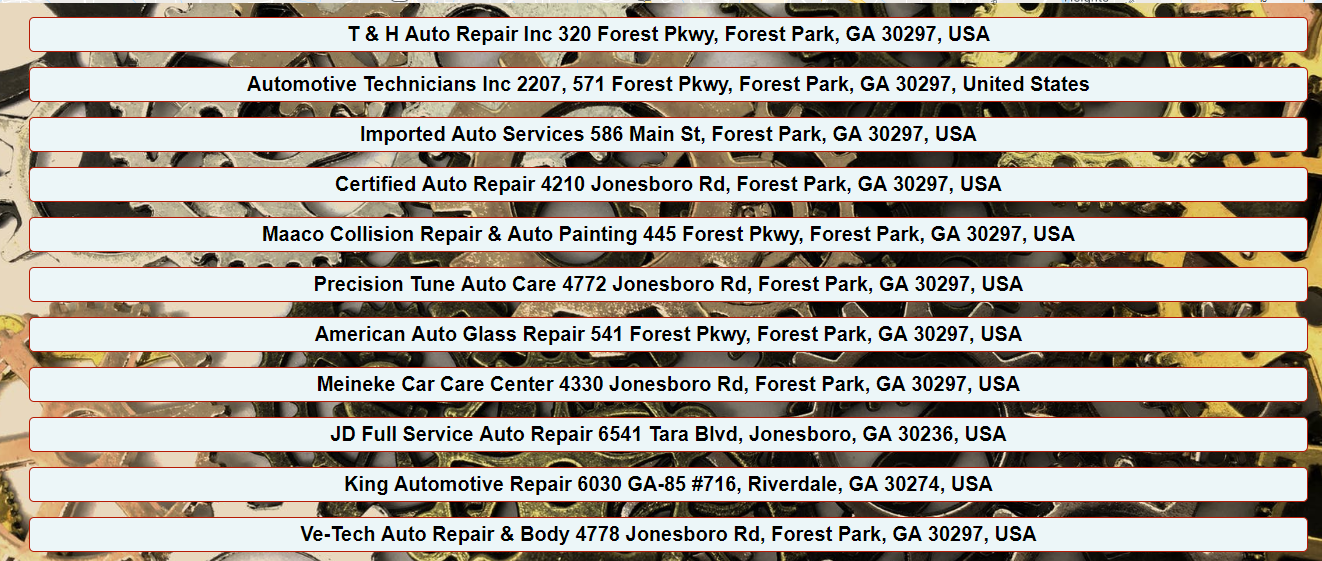 T & H Auto Repair Inc 320 Forest Pkwy, Forest Park, GA 30297, USA
Automotive Technicians Inc 2207, 571 Forest Pkwy, Forest Park, GA 30297, United States
Imported Auto Services 586 Main St, Forest Park, GA 30297, USA
Certified Auto Repair 4210 Jonesboro Rd, Forest Park, GA 30297, USA
Maaco Collision Repair & Auto Painting 445 Forest Pkwy, Forest Park, GA 30297, USA
Precision Tune Auto Care 4772 Jonesboro Rd, Forest Park, GA 30297, USA
American Auto Glass Repair 541 Forest Pkwy, Forest Park, GA 30297, USA
Meineke Car Care Center 4330 Jonesboro Rd, Forest Park, GA 30297, USA
JD Full Service Auto Repair 6541 Tara Blvd, Jonesboro, GA 30236, USA
King Automotive Repair 6030 GA-85 #716, Riverdale, GA 30274, USA
Ve-Tech Auto Repair & Body 4778 Jonesboro Rd, Forest Park, GA 30297, USA